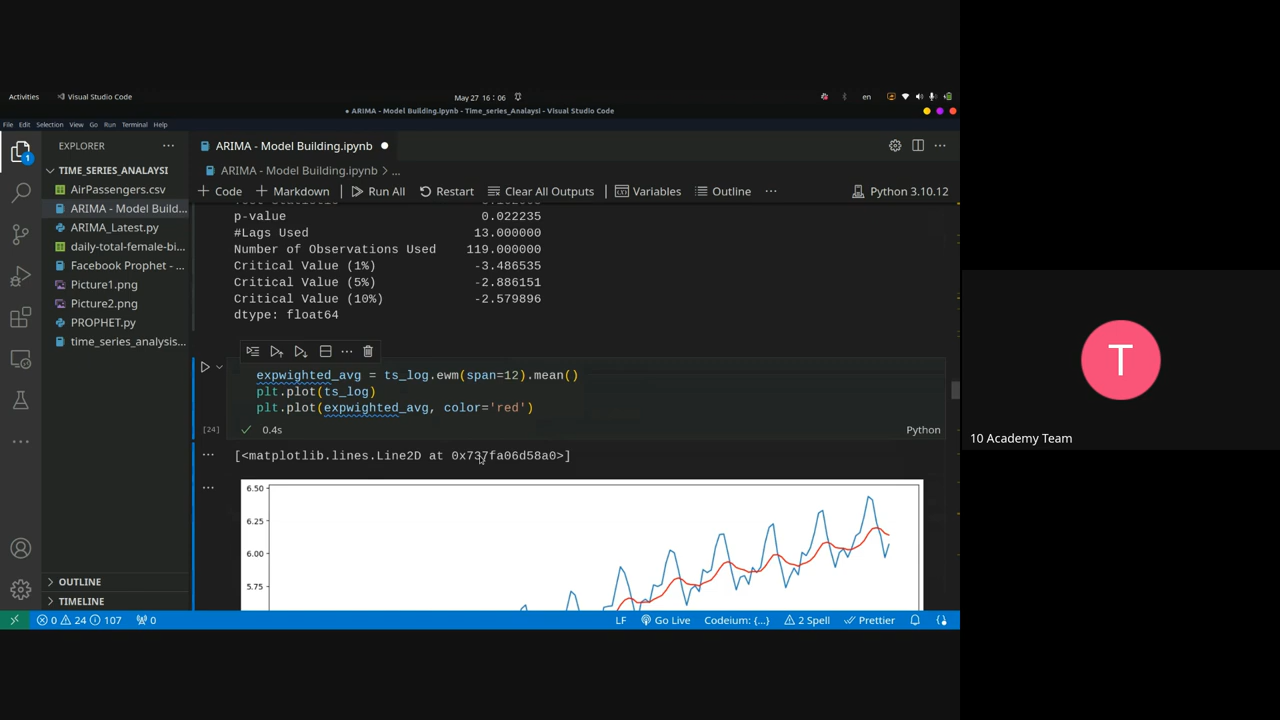 Activities
Visual Studio Code
May 27 16:06
en
ARIMA - Model Building.ipynb - Time_series_Analaysi - Visual Studio Code
File Edit Selection View Go Run Terminal Help
EXPLORER
ARIMA - Model Building.ipynb
TIME_SERIES_ANALAYSI
ARIMA - Model Building.ipynb > ...
AirPassengers.csv
Code
Markdown
Run All
Restart
Clear All Outputs
Variables
Outline
Python 3.10.12
ARIMA - Model Build...
ARIMA_Latest.py
daily-total-female-bi...
Facebook Prophet - ...
Picture1.png
Picture2.png
PROPHET.py
time_series_analysis...
p-value 0.022235
#Lags Used 13.000000
Number of Observations Used 119.000000
Critical Value (1%) -3.486535
Critical Value (5%) -2.886151
Critical Value (10%) -2.579896
dtype: float64
expwighted_avg = ts_log.ewm(span=12).mean()
plt.plot(ts_log)
plt.plot(expwighted_avg, color='red')
[24]
0.4s
Python
[<matplotlib.lines.Line2D at 0x737fa06d58a0>]
6.50
6.25
6.00
5.75
OUTLINE
TIMELINE
0 24 107 0
LF
Go Live
Codeium: {...}
2 Spell
Prettier
1
T
10 Academy Team